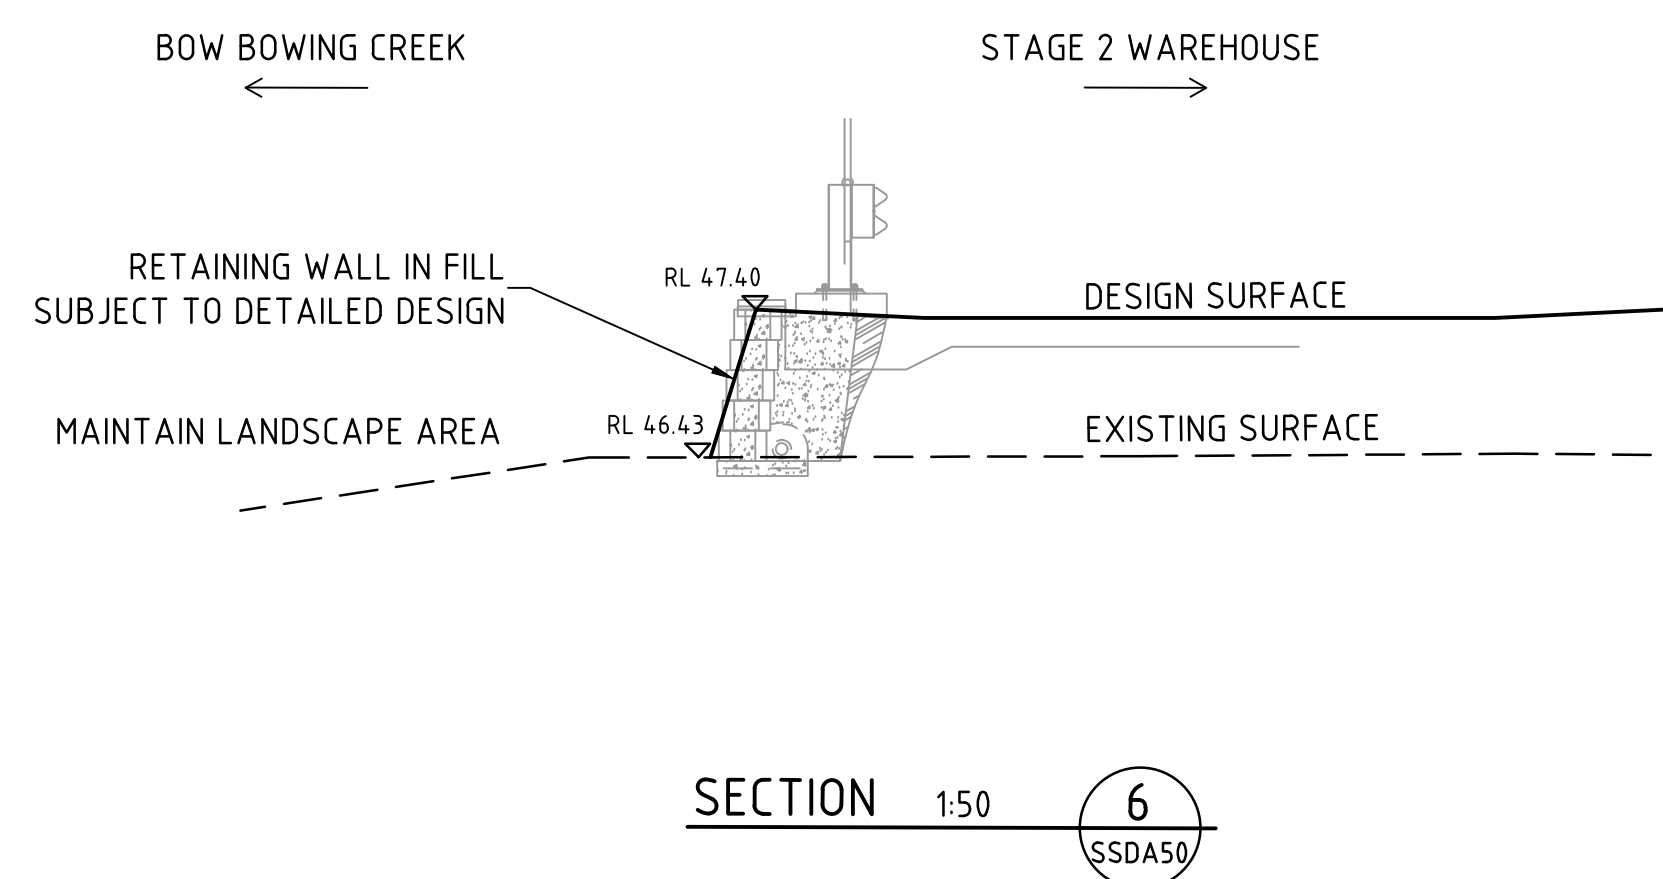 BOW BOWING CREEK
STAGE 2 WAREHOUSE
RETAINING WALL IN FILL
SUBJECT TO DETAILED DESIGN
RL 47.40
DESIGN SURFACE
MAINTAIN LANDSCAPE AREA
RL 46.43
EXISTING SURFACE
SECTION 1:50
6
SSDA50